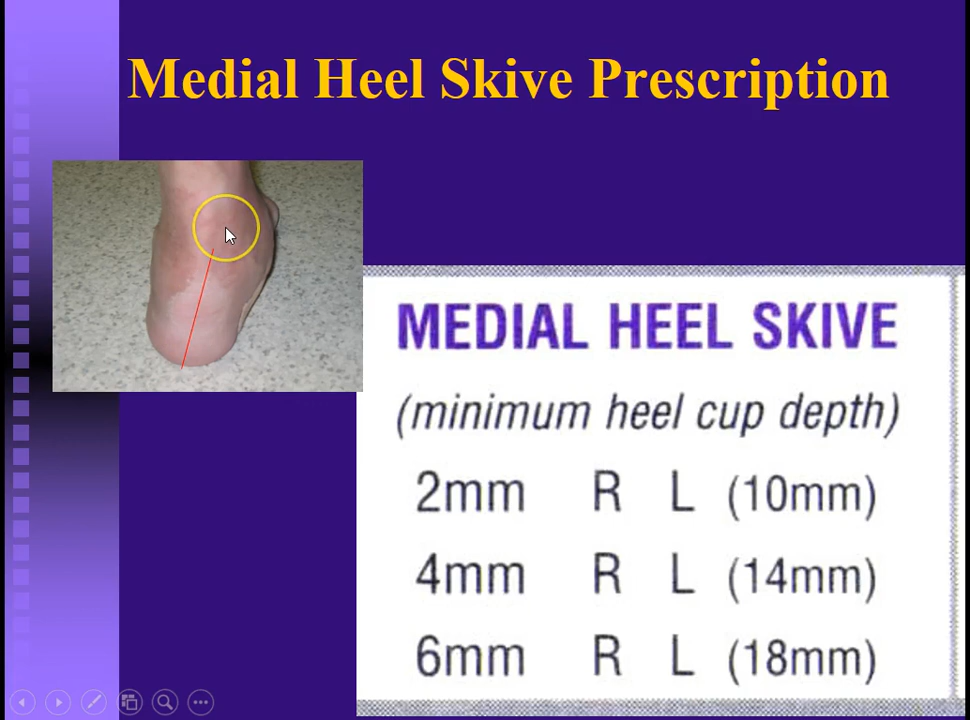 Medial Heel Skive Prescription
MEDIAL HEEL SKIVE
(minimum heel cup depth)
2mm R L (10mm)
4mm R L (14mm)
6mm R L (18mm)